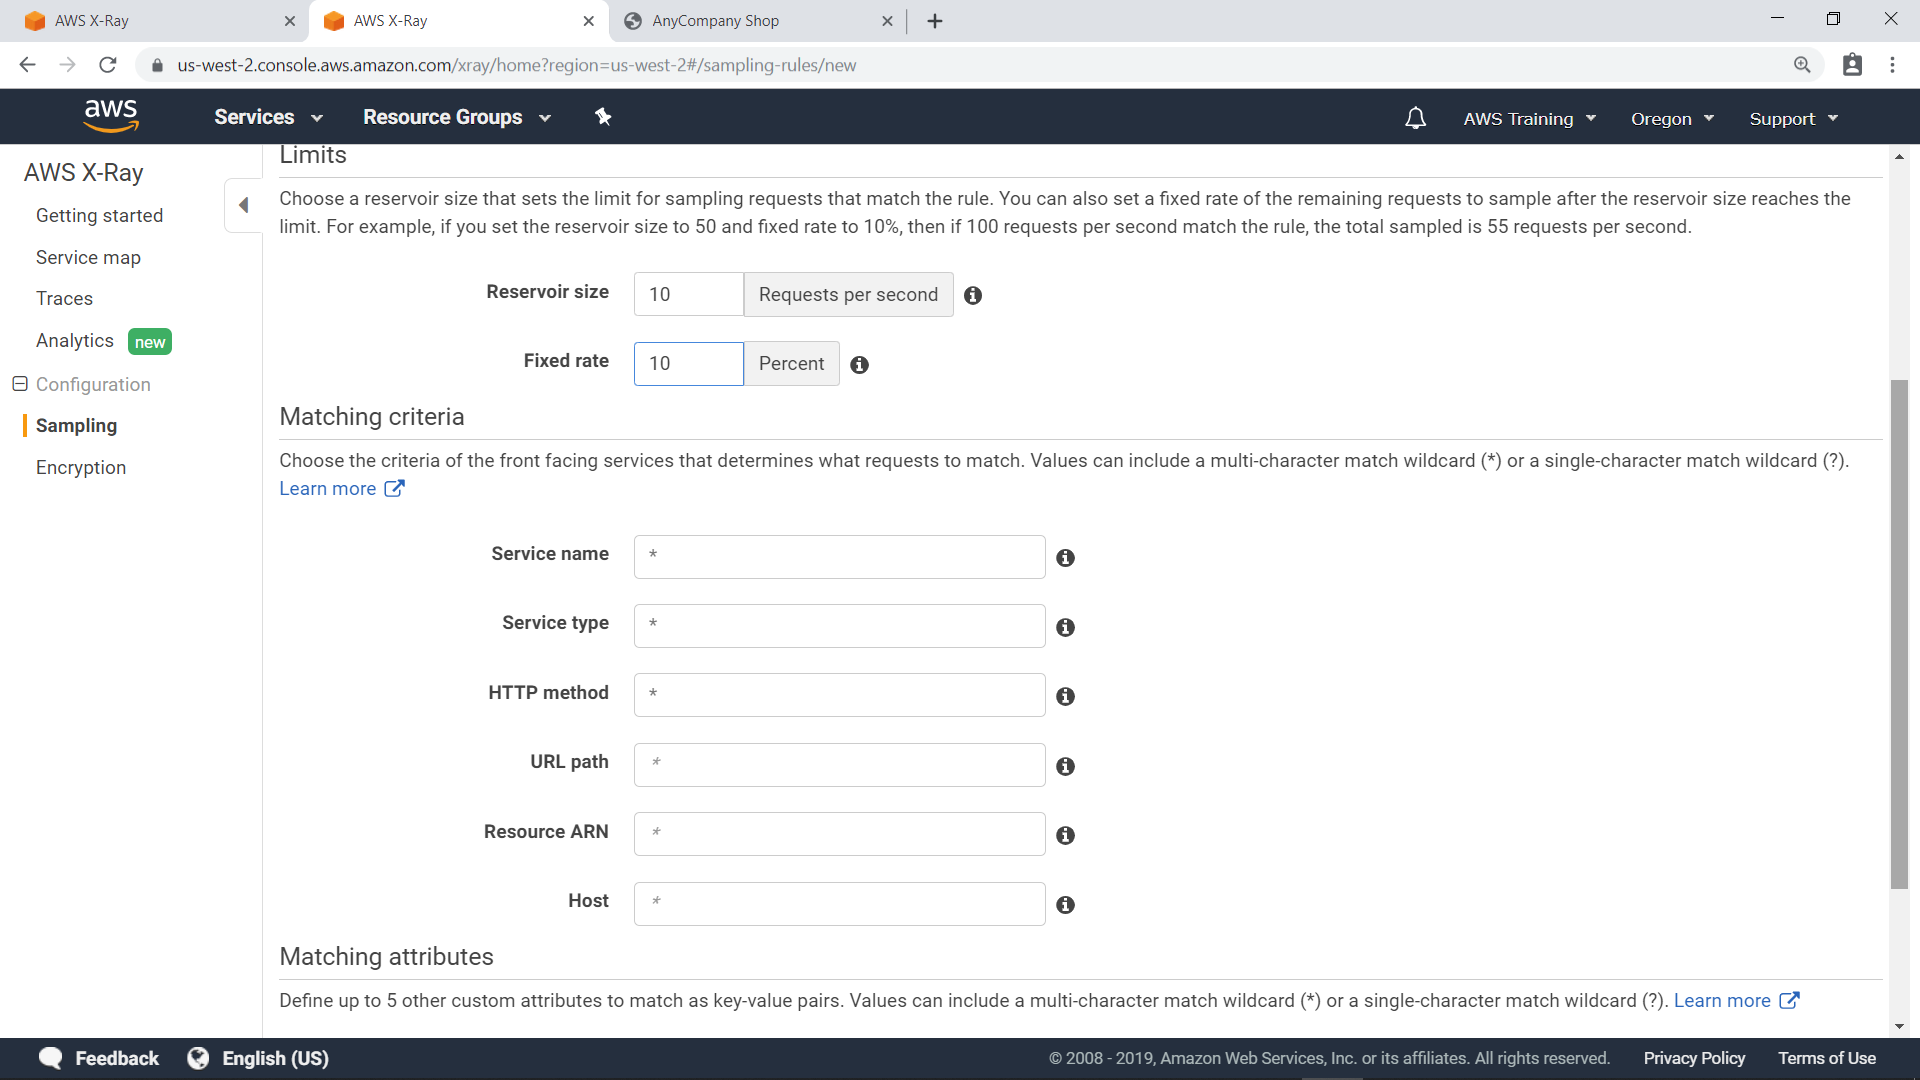 AWS X-Ray
AWS X-Ray
AnyCompany Shop
us-west-2.console.aws.amazon.com/xray/home?region=us-west-2#/sampling-rules/new
aws
Services
Resource Groups
AWS Training
Oregon
Support
AWS X-Ray
Getting started
Service map
Traces
Analytics new
Configuration
Sampling
Encryption
Limits
Choose a reservoir size that sets the limit for sampling requests that match the rule. You can also set a fixed rate of the remaining requests to sample after the reservoir size reaches the
limit. For example, if you set the reservoir size to 50 and fixed rate to 10%, then if 100 requests per second match the rule, the total sampled is 55 requests per second.
Reservoir size 10 Requests per second
Fixed rate 10 Percent
Matching criteria
Choose the criteria of the front facing services that determines what requests to match. Values can include a multi-character match wildcard (*) or a single-character match wildcard (?).
Learn more
Service name *
Service type *
HTTP method *
URL path *
Resource ARN *
Host *
Matching attributes
Define up to 5 other custom attributes to match as key-value pairs. Values can include a multi-character match wildcard (*) or a single-character match wildcard (?). Learn more
Feedback
English (US)
© 2008 - 2019, Amazon Web Services, Inc. or its affiliates. All rights reserved.
Privacy Policy
Terms of Use